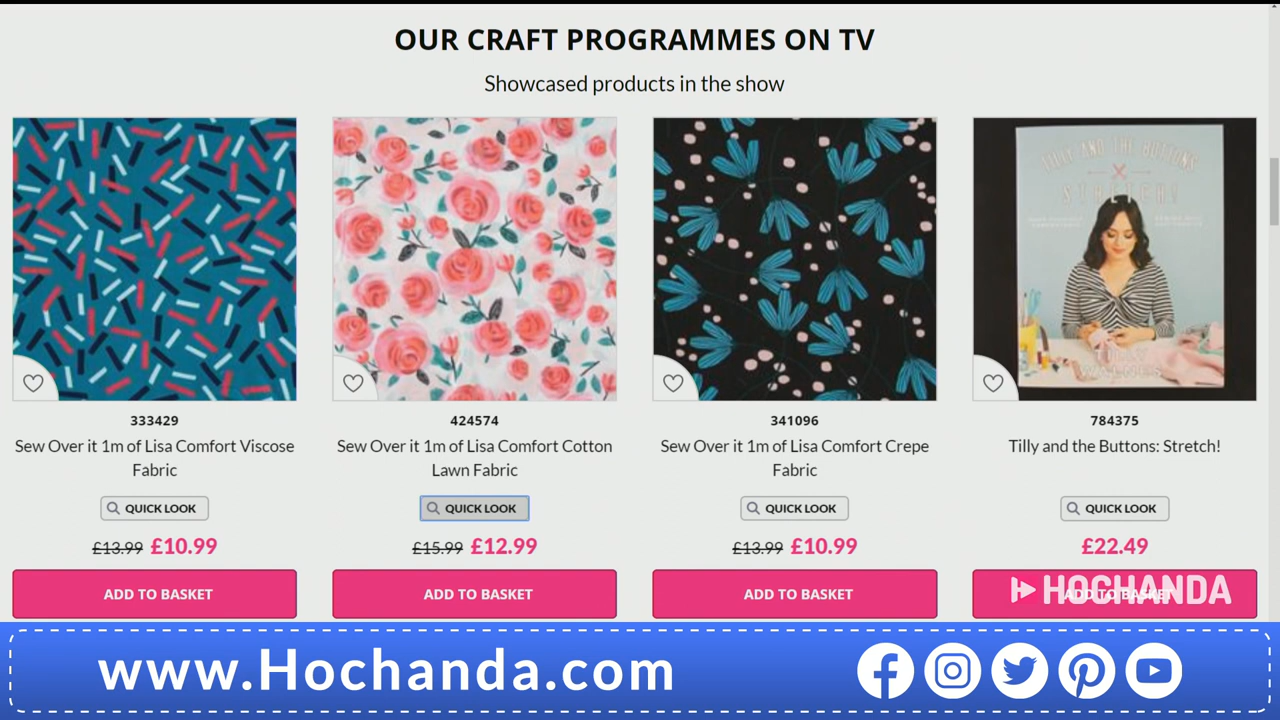 OUR CRAFT PROGRAMMES ON TV
Showcased products in the show
TILLY AND THE BUTTONS
STRETCH!
333429
424574
341096
784375
Sew Over it 1m of Lisa Comfort Viscose
Fabric
Sew Over it 1m of Lisa Comfort Cotton
Lawn Fabric
Sew Over it 1m of Lisa Comfort Crepe
Fabric
Tilly and the Buttons: Stretch!
QUICK LOOK
QUICK LOOK
QUICK LOOK
QUICK LOOK
£13.99 £10.99
£15.99 £12.99
£13.99 £10.99
£22.49
ADD TO BASKET
ADD TO BASKET
ADD TO BASKET
ADD TO BASKET
HOCHANDA
www.Hochanda.com